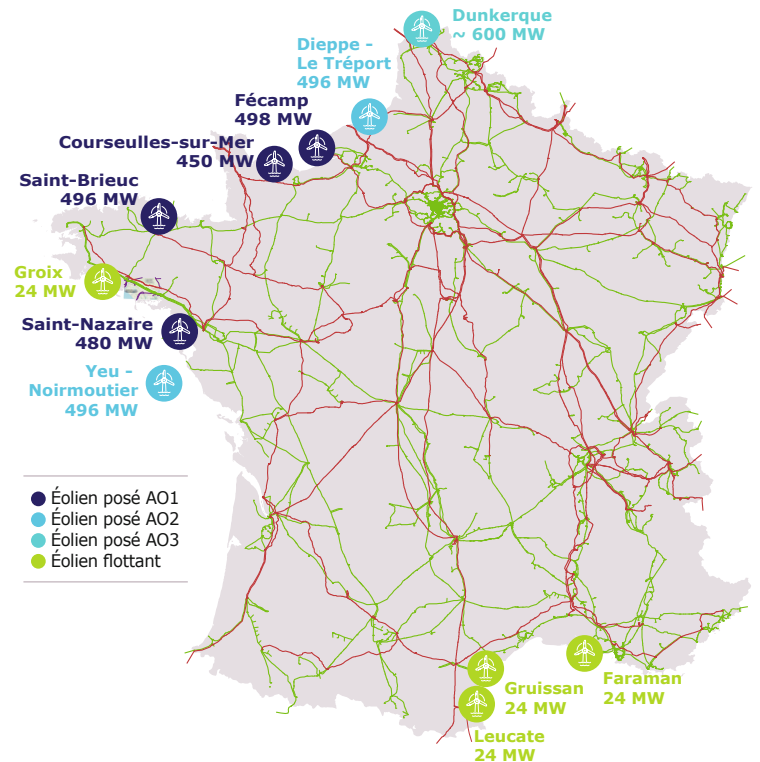 Dunkerque
~ 600 MW
Dieppe -
Le Tréport
496 MW
Fécamp
498 MW
Courseulles-sur-Mer
450 MW
Saint-Brieuc
496 MW
Groix
24 MW
Saint-Nazaire
480 MW
Yeu -
Noirmoutier
496 MW
Éolien posé AO1
Éolien posé AO2
Éolien posé AO3
Éolien flottant
Gruissan
24 MW
Faraman
24 MW
Leucate
24 MW